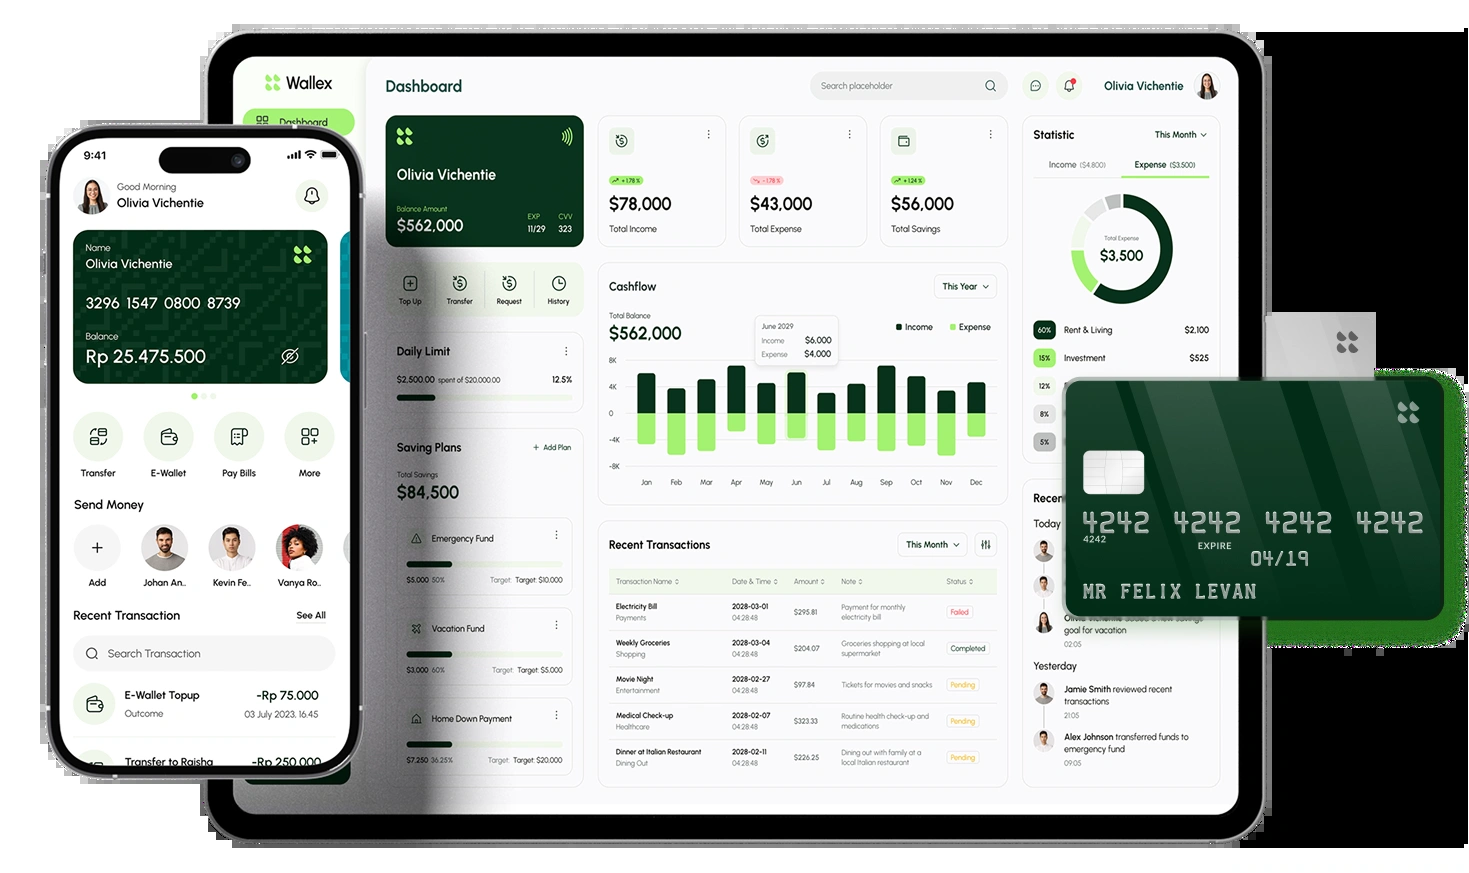 Wallex
Dashboard
Dashboard
Search placeholder
Olivia Vichentie
9:41
Good Morning
Olivia Vichentie
Name
Olivia Vichentie
3296 1547 0800 8739
Balance
Rp 25.475.500
Transfer
E-Wallet
Pay Bills
More
Send Money
Add
Johan An..
Kevin Fe..
Vanya Ro..
Recent Transaction
See All
Search Transaction
E-Wallet Topup
-Rp 75.000
Outcome
03 July 2023, 16.45
Transfer to Raisha
-Rp 250.000
Olivia Vichentie
Balance Amount
$562,000
EXP
11/29
CVV
323
Top Up
Transfer
Request
History
Daily Limit
$2,500.00 spent of $20,000.00
12.5%
Saving Plans
+ Add Plan
Total Savings
$84,500
Emergency Fund
$5,000 50%
Target: Target: $10,000
Vacation Fund
$3,000 60%
Target: Target: $5,000
Home Down Payment
$7,250 36.25%
Target: Target: $20,000
+178 %
$78,000
Total Income
-178 %
$43,000
Total Expense
+124 %
$56,000
Total Savings
Cashflow
This Year
Total Balance
$562,000
Income
Expense
June 2029
Income $6,000
Expense $4,000
8K
4K
0
-4K
-8K
Jan Feb Mar Apr May Jun Jul Aug Sep Oct Nov Dec
Recent Transactions
This Month
Transaction Name Date & Time Amount Note Status
Electricity Bill
Payments
2028-03-01
04:28:48
$295.81
Payment for monthly
electricity bill
Failed
Weekly Groceries
Shopping
2028-03-04
04:28:48
$204.07
Groceries shopping at local
supermarket
Completed
Movie Night
Entertainment
2028-02-27
04:28:48
$97.84
Tickets for movies and snacks
Pending
Medical Check-up
Healthcare
2028-02-07
04:28:48
$323.33
Routine health check-up and
medications
Pending
Dinner at Italian Restaurant
Dining Out
2028-02-11
04:28:48
$226.25
Dining out with family at a
local Italian restaurant
Pending
Statistic
This Month
Income ($4.800)
Expense ($3.500)
Total Expense
$3,500
60% Rent & Living $2,100
15% Investment $525
12%
8%
5%
Recen
Today
goal for vacation
02:05
Yesterday
Jamie Smith reviewed recent
transactions
21:05
Alex Johnson transferred funds to
emergency fund
09:05
4242 4242 4242 4242
4242
EXPIRE
04/19
MR FELIX LEVAN